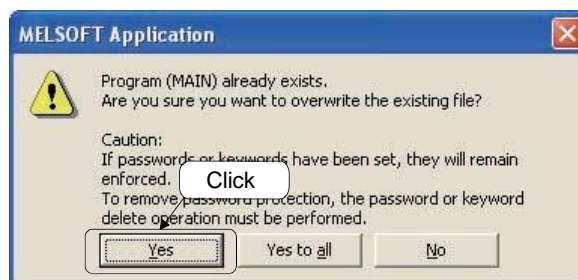 MELSOFT Application
Program (MAIN) already exists.
Are you sure you want to overwrite the existing file?
Caution:
If passwords or keywords have been set, they will remain
enforced.
Click
To remove password protection, the password or keyword
delete operation must be performed.
Yes
Yes to all
No